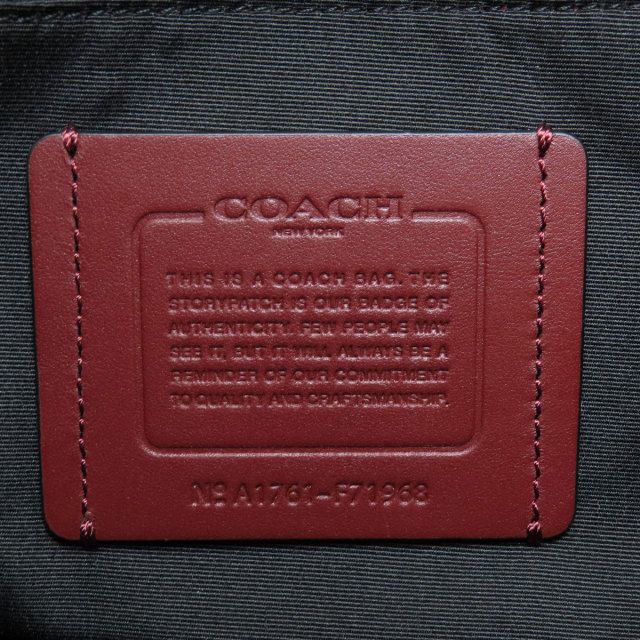 COACH
NEW YORK
THIS IS A COACH BAG. THE
STORYPATCH IS OUR BADGE OF
AUTHENTICITY. FEW PEOPLE MAY
SEE IT, BUT IT WILL ALWAYS BE A
REMINDER OF OUR COMMITMENT
TO QUALITY AND CRAFTSMANSHIP.
No A1761-F71968